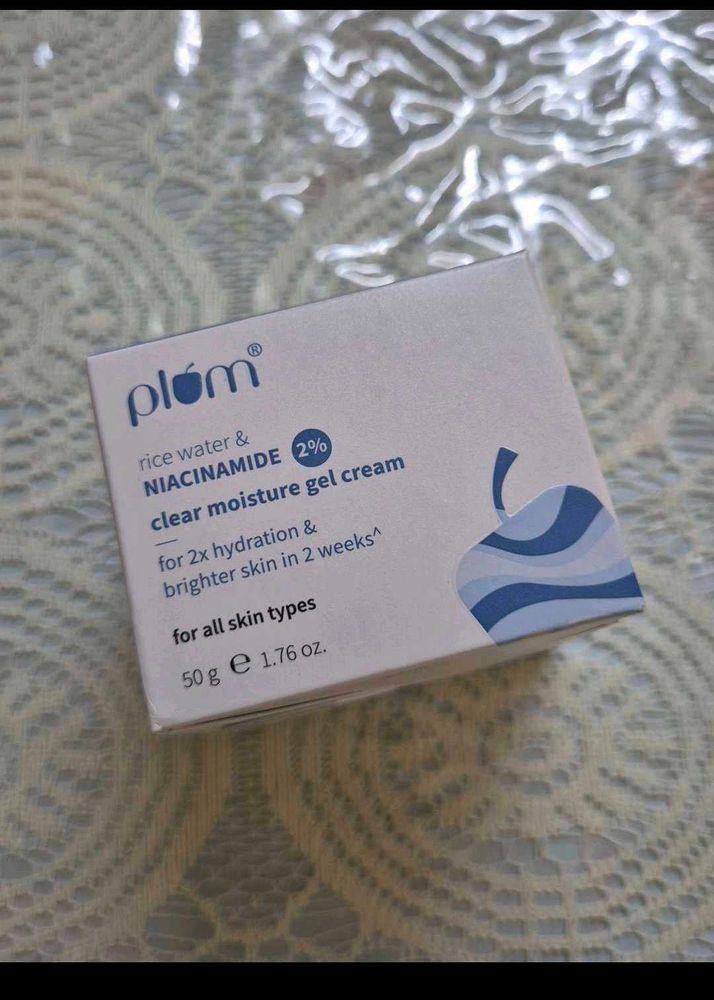 plum®
rice water &
NIACINAMIDE 2%
clear moisture gel cream
for 2x hydration &
brighter skin in 2 weeks^
for all skin types
50 g ℮ 1.76 oz.